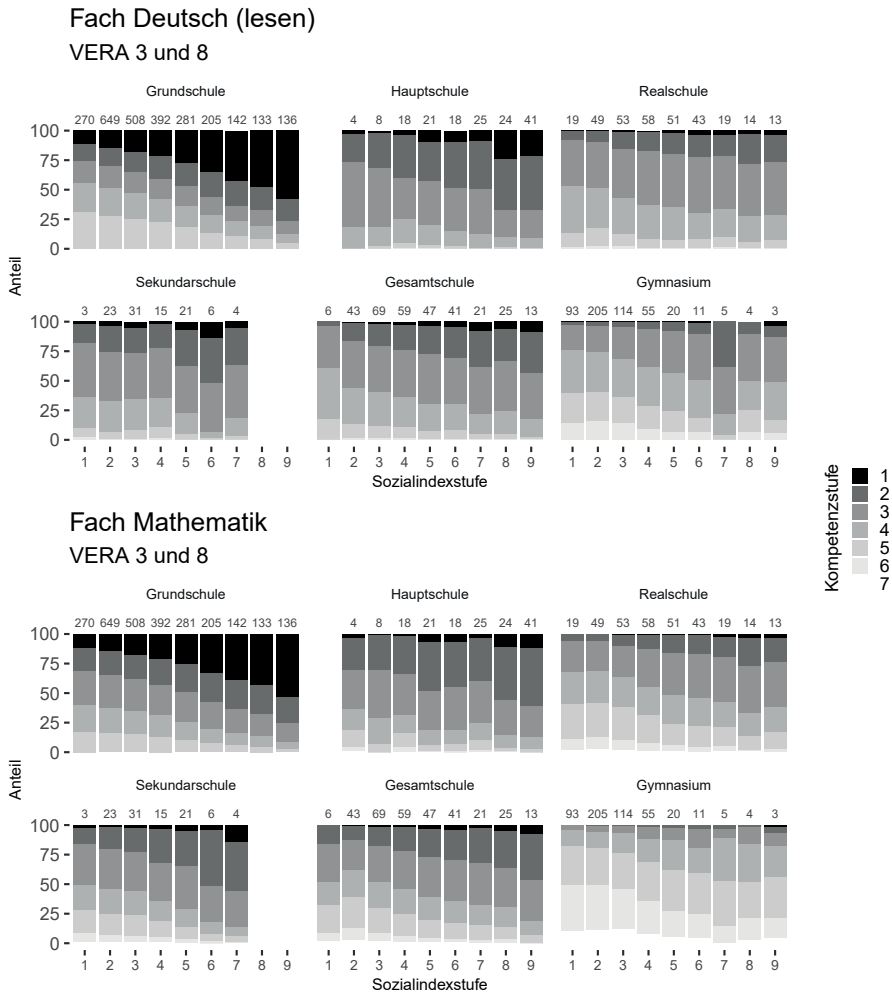 Fach Deutsch (lesen)
VERA 3 und 8
Grundschule Hauptschule Realschule
270 649 508 392 281 205 142 133 136 4 8 18 21 18 25 24 41 19 49 53 58 51 43 19 14 13
100
75
50
25
0
Anteil
Sekundarschule Gesamtschule Gymnasium
3 23 31 15 21 6 4 6 43 69 59 47 41 21 25 13 93 205 114 55 20 11 5 4 3
100
75
50
25
0
1 2 3 4 5 6 7 8 9 1 2 3 4 5 6 7 8 9 1 2 3 4 5 6 7 8 9
Sozialindexstufe
Kompetenzstufe
1
2
3
4
5
6
7
Fach Mathematik
VERA 3 und 8
Grundschule Hauptschule Realschule
270 649 508 392 281 205 142 133 136 4 8 18 21 18 25 24 41 19 49 53 58 51 43 19 14 13
100
75
50
25
0
Anteil
Sekundarschule Gesamtschule Gymnasium
3 23 31 15 21 6 4 6 43 69 59 47 41 21 25 13 93 205 114 55 20 11 5 4 3
100
75
50
25
0
1 2 3 4 5 6 7 8 9 1 2 3 4 5 6 7 8 9 1 2 3 4 5 6 7 8 9
Sozialindexstufe